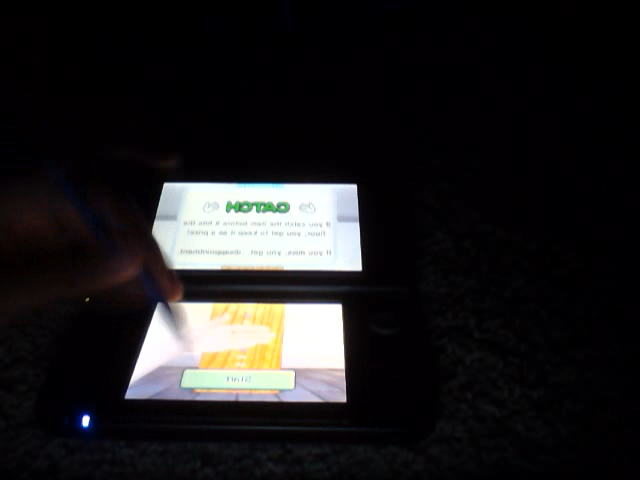 CATCH
If you catch the item before it hits the
floor, you get to keep it as a prize!
If you miss, you get...disappointment.
Start